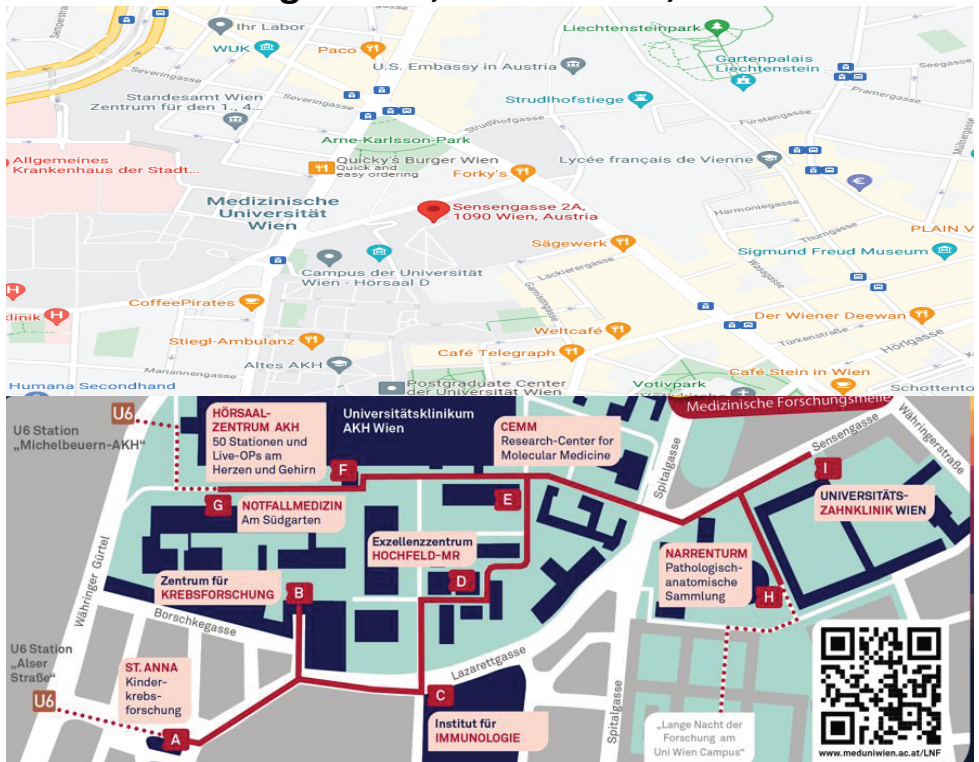 Ihr Labor
WUK
Paco
U.S. Embassy in Austria
Liechtensteinpark
Gartenpalais
Liechtenstein
Seegasse
Severingasse
Severingasse
Standesamt Wien
Zentrum für den 1., 4...
Strudlhofstiege
Pramergasse
Strudlhofgasse
Fürstengasse
Müllnergasse
Arne-Karlsson-Park
Allgemeines
Krankenhaus der Stadt...
Quicky's Burger Wien
Quick and
easy ordering
Forky's
Lycée français de Vienne
Medizinische
Universität
Wien
Sensengasse 2A,
1090 Wien, Austria
Harmoniegasse
Thurngasse
PLAIN V
Sägewerk
Sigmund Freud Museum
Campus der Universität
Wien - Hörsaal D
Lackierergasse
Wasagasse
Garnisongasse
klinik
CoffeePirates
Weltcafé
Der Wiener Deewan
Stiegl-Ambulanz
Türkenstraße
Hörlgasse
Café Telegraph
Altes AKH
Mariannengasse
Café Stein in Wien
Humana Secondhand
Postgraduate Center
der Universität Wien
Votivpark
Schottento
U6
U6 Station
„Michelbeuern-AKH“
HÖRSAAL-
ZENTRUM AKH
50 Stationen und
Live-OPs am
Herzen und Gehirn
F
Universitätsklinikum
AKH Wien
CEMM
Research-Center for
Molecular Medicine
Medizinische Forschungsmeile
Sensengasse
Währingerstraße
Spitalgasse
I
UNIVERSITÄTS-
ZAHNKLINIK WIEN
G
NOTFALLMEDIZIN
Am Südgarten
E
Exzellenzzentrum
HOCHFELD-MR
D
NARRENTURM
Pathologisch-
anatomische
Sammlung
H
Währinger Gürtel
Zentrum für
KREBSFORSCHUNG
B
Borschkegasse
U6 Station
„Alser
Straße“
U6
ST. ANNA
Kinder-
krebs-
forschung
A
Lazarettgasse
C
Institut für
IMMUNOLOGIE
Spitalgasse
„Lange Nacht der
Forschung am
Uni Wien Campus“
www.meduniwien.ac.at/LNF